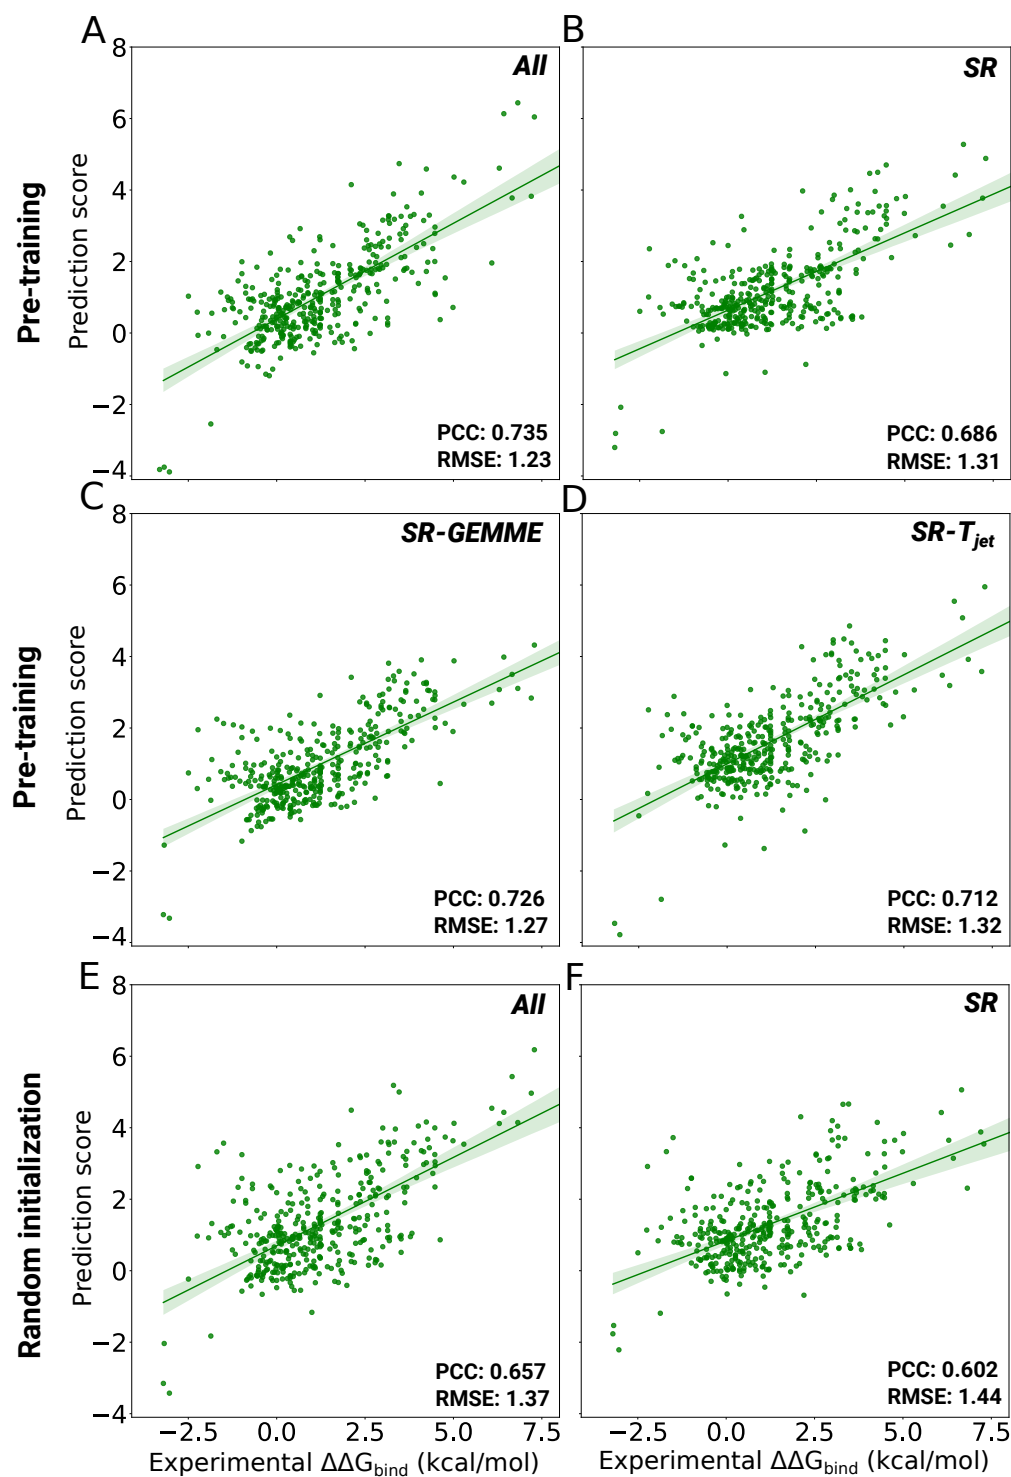 A
B
Pre-training
Prediction score
8
6
4
2
0
−2
−4
All
PCC: 0.735
RMSE: 1.23
SR
PCC: 0.686
RMSE: 1.31
C
D
Pre-training
Prediction score
8
6
4
2
0
−2
−4
SR-GEMME
PCC: 0.726
RMSE: 1.27
SR-Tjet
PCC: 0.712
RMSE: 1.32
E
F
Random initialization
Prediction score
8
6
4
2
0
−2
−4
All
PCC: 0.657
RMSE: 1.37
SR
PCC: 0.602
RMSE: 1.44
−2.5 0.0 2.5 5.0 7.5
−2.5 0.0 2.5 5.0 7.5
Experimental ΔΔGbind (kcal/mol)
Experimental ΔΔGbind (kcal/mol)